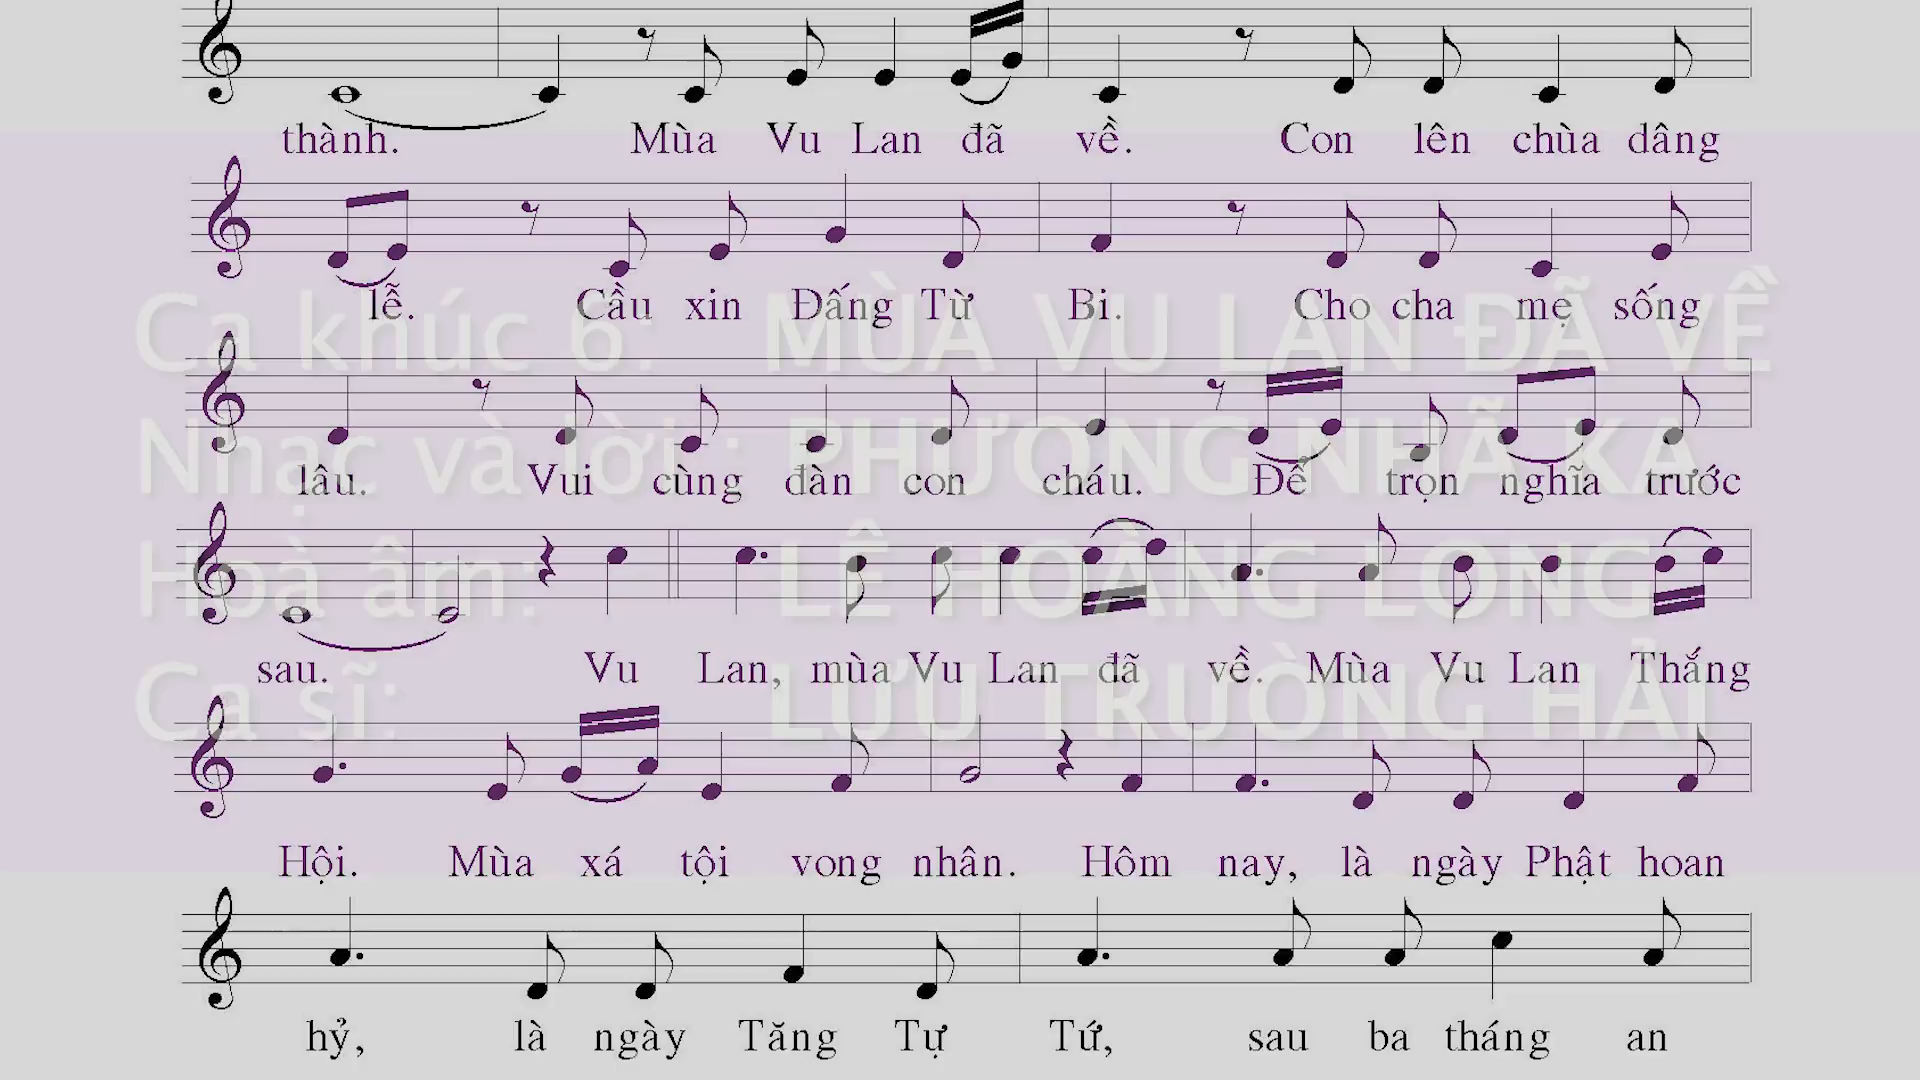 thành. Mùa Vu Lan đã về. Con lên chùa dâng
lễ. Cầu xin Đấng Từ Bi. Cho cha mẹ sống
Ca khúc 6: MÙA VU LAN ĐÃ VỀ
lâu. Vui cùng đàn con cháu. Để trọn nghĩa trước
Nhạc và lời : PHƯƠNG NHÃ KA
Hoà âm: LÊ HOÀNG LONG
sau. Vu Lan, mùa Vu Lan đã về. Mùa Vu Lan Thắng
Ca sĩ: LƯU TRƯỜNG HẢI
Hội. Mùa xá tội vong nhân. Hôm nay, là ngày Phật hoan
hỷ, là ngày Tăng Tự Tứ, sau ba tháng an